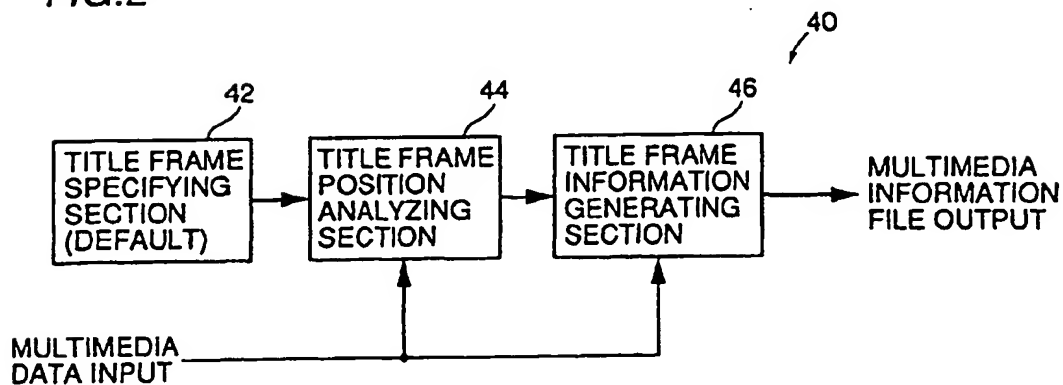 FIG.2
40
42
44
46
TITLE FRAME
SPECIFYING
SECTION
(DEFAULT)
TITLE FRAME
POSITION
ANALYZING
SECTION
TITLE FRAME
INFORMATION
GENERATING
SECTION
MULTIMEDIA
INFORMATION
FILE OUTPUT
MULTIMEDIA
DATA INPUT